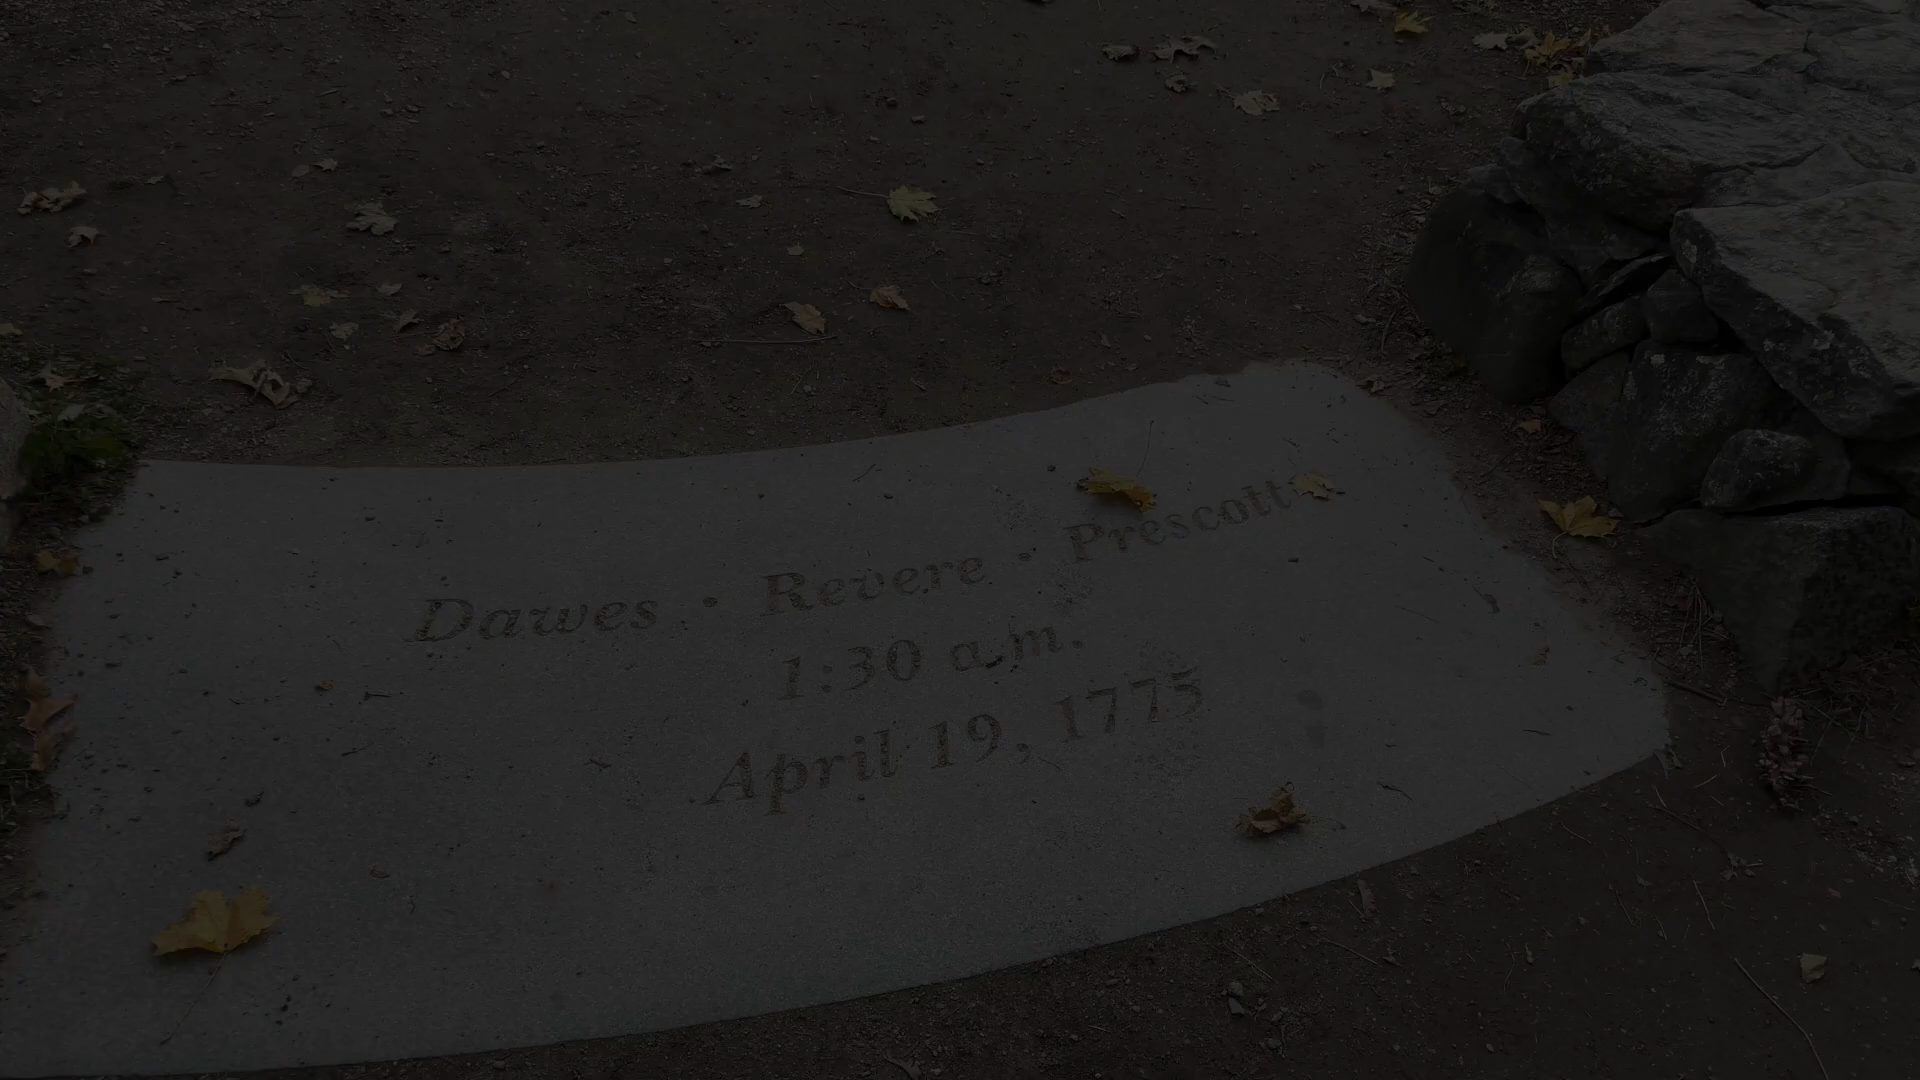 Dawes · Revere · Prescott
1:30 a.m.
April 19, 1775